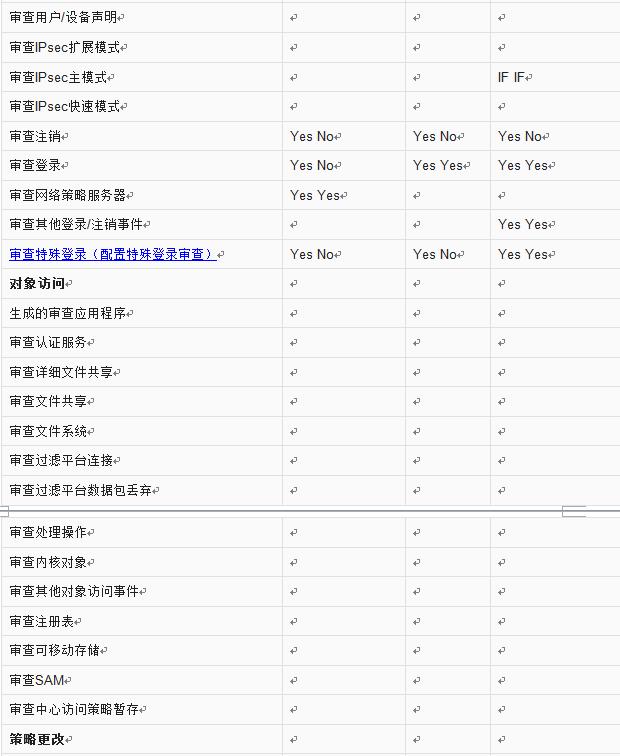 审查用户/设备声明
审查IPsec扩展模式
审查IPsec主模式 IF IF
审查IPsec快速模式
审查注销 Yes No Yes No Yes No
审查登录 Yes No Yes Yes Yes Yes
审查网络策略服务器 Yes Yes
审查其他登录/注销事件 Yes Yes
审查特殊登录（配置特殊登录审查） Yes No Yes No Yes Yes
对象访问
生成的审查应用程序
审查认证服务
审查详细文件共享
审查文件共享
审查文件系统
审查过滤平台连接
审查过滤平台数据包丢弃
审查处理操作
审查内核对象
审查其他对象访问事件
审查注册表
审查可移动存储
审查SAM
审查中心访问策略暂存
策略更改